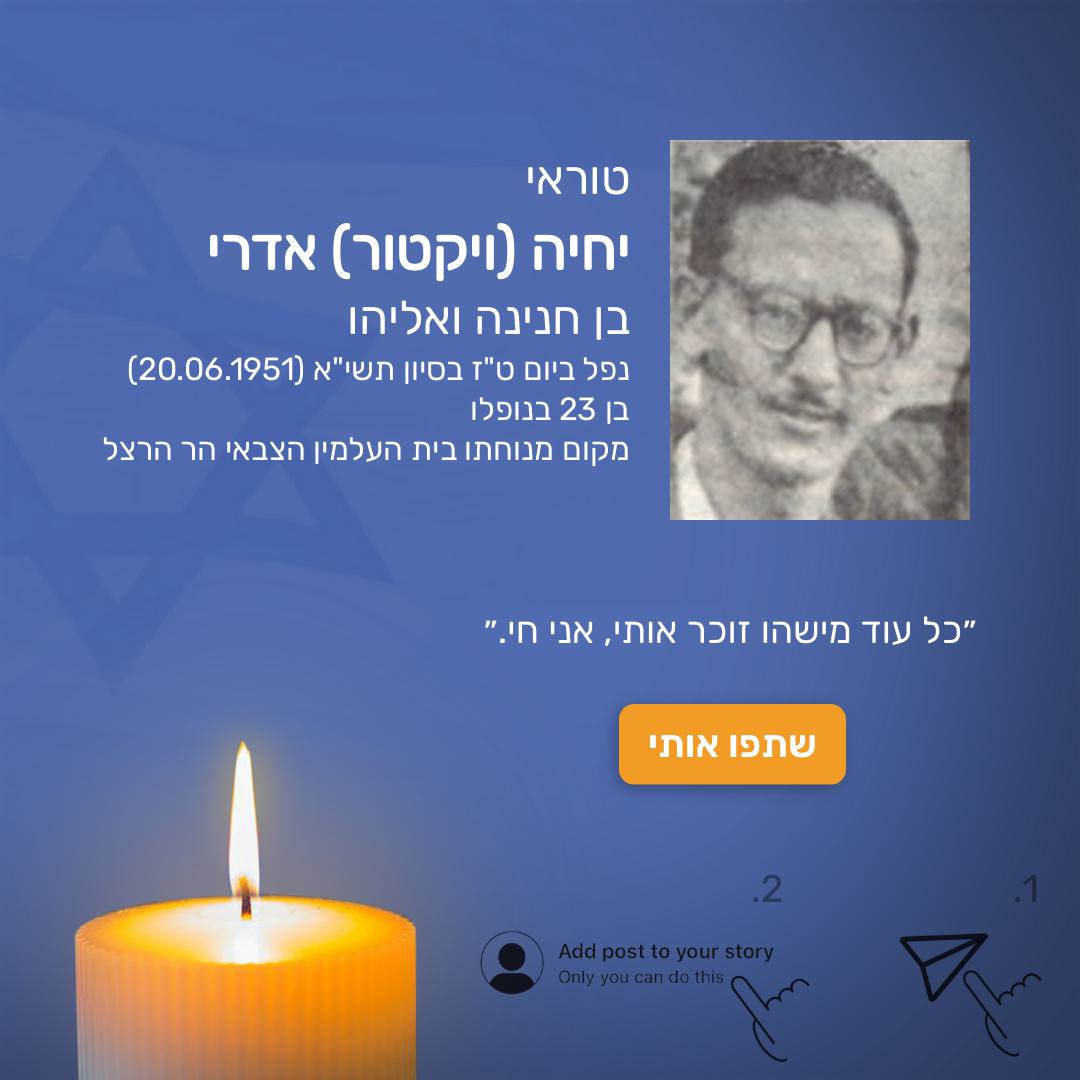 טוראי
יחיה (ויקטור) אדרי
בן חנינה ואליהו
נפל ביום ט"ז בסיון תשי"א (20.06.1951)
בן 23 בנופלו
מקום מנוחתו בית העלמין הצבאי הר הרצל
״כל עוד מישהו זוכר אותי, אני חי.״
שתפו אותי
.1
.2
Add post to your story
Only you can do this